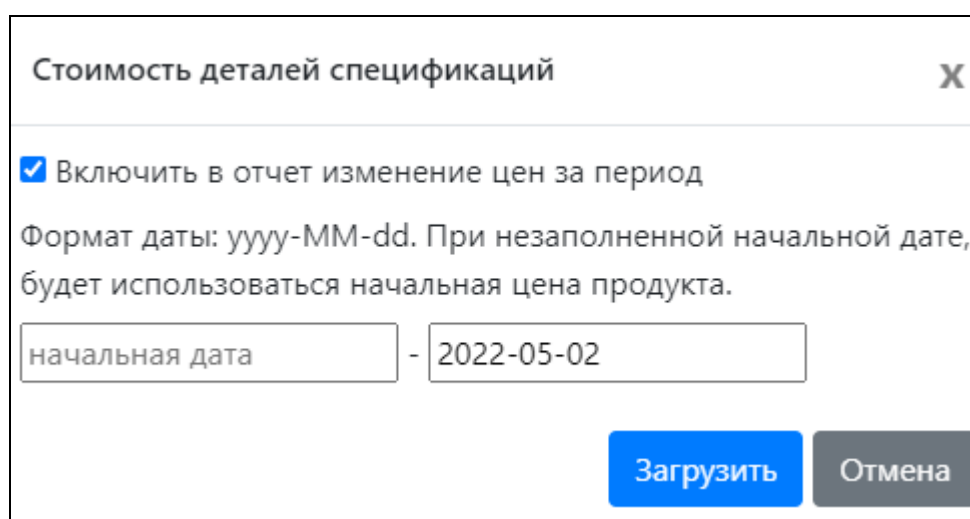 Стоимость деталей спецификаций x
Включить в отчет изменение цен за период
Формат даты: yyyy-MM-dd. При незаполненной начальной дате,
будет использоваться начальная цена продукта.
начальная дата - 2022-05-02
Загрузить Отмена